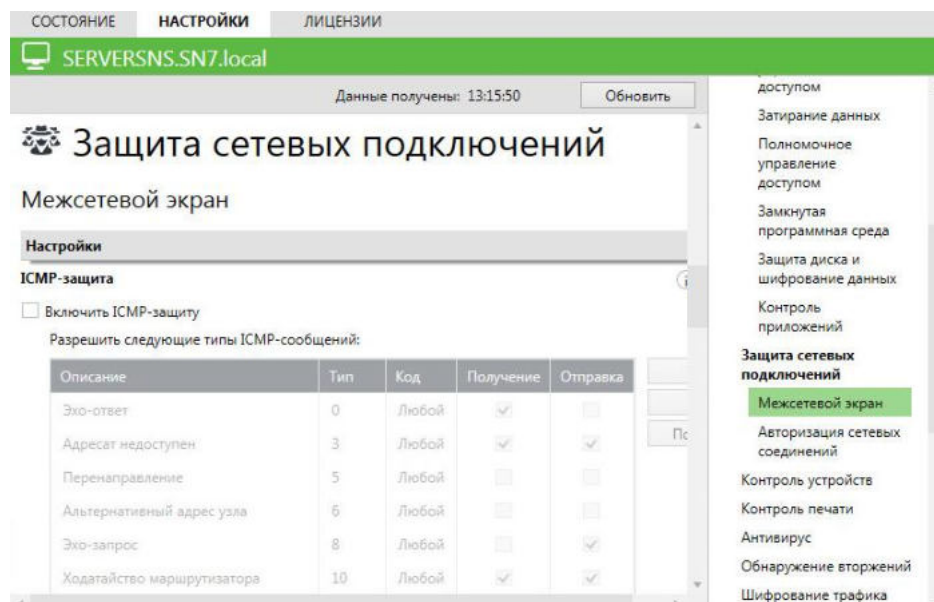 СОСТОЯНИЕ НАСТРОЙКИ ЛИЦЕНЗИИ
SERVERSNS.SN7.local
Данные получены: 13:15:50 Обновить
Защита сетевых подключений
Межсетевой экран
Настройки
ICMP-защита
Включить ICMP-защиту
Разрешить следующие типы ICMP-сообщений:
Описание Тип Код Получение Отправка
Эхо-ответ 0 Любой
Адресат недоступен 3 Любой
Перенаправление 5 Любой
Альтернативный адрес узла 6 Любой
Эхо-запрос 8 Любой
Ходатайство маршрутизатора 10 Любой
доступом
Затирание данных
Полномочное
управление
доступом
Замкнутая
программная среда
Защита диска и
шифрование данных
Контроль
приложений
Защита сетевых
подключений
Межсетевой экран
Авторизация сетевых
соединений
Контроль устройств
Контроль печати
Антивирус
Обнаружение вторжений
Шифрование трафика